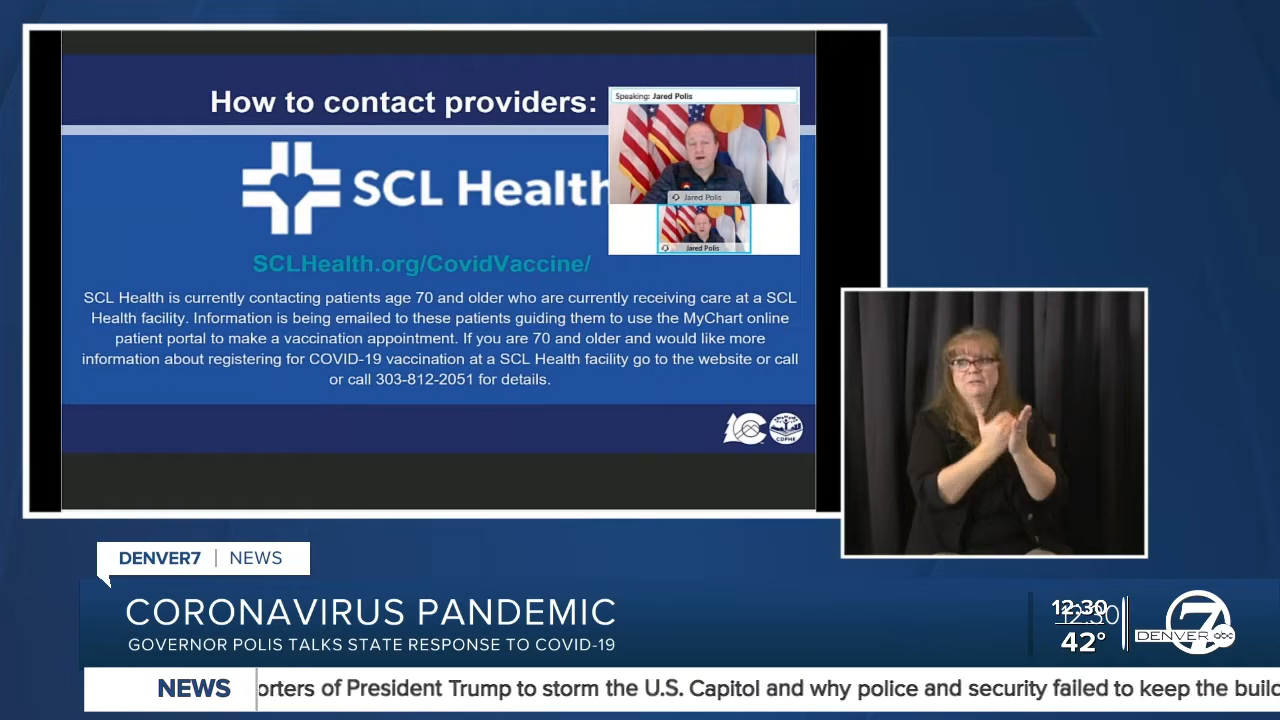 How to contact providers:
Speaking: Jared Polis
Jared Polis
Jared Polis
SCL Health
SCLHealth.org/CovidVaccine/
SCL Health is currently contacting patients age 70 and older who are currently receiving care at a SCL
Health facility. Information is being emailed to these patients guiding them to use the MyChart online
patient portal to make a vaccination appointment. If you are 70 and older and would like more
information about registering for COVID-19 vaccination at a SCL Health facility go to the website or call
or call 303-812-2051 for details.
CDPHE
DENVER7 | NEWS
CORONAVIRUS PANDEMIC
GOVERNOR POLIS TALKS STATE RESPONSE TO COVID-19
12:30
42°
DENVER 7 abc
NEWS
orters of President Trump to storm the U.S. Capitol and why police and security failed to keep the build